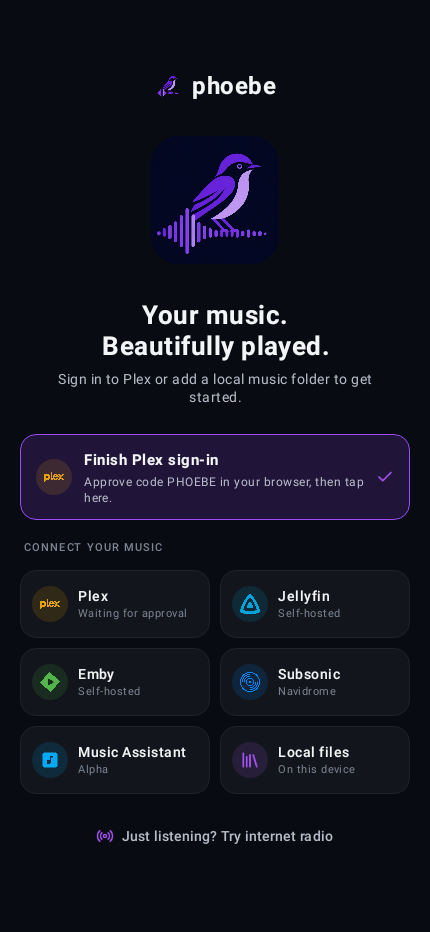 phoebe
Your music.
Beautifully played.
Sign in to Plex or add a local music folder to get
started.
plex
Finish Plex sign-in
Approve code PHOEBE in your browser, then tap
here.
CONNECT YOUR MUSIC
plex
Plex
Waiting for approval
Jellyfin
Self-hosted
Emby
Self-hosted
Subsonic
Navidrome
Music Assistant
Alpha
Local files
On this device
Just listening? Try internet radio